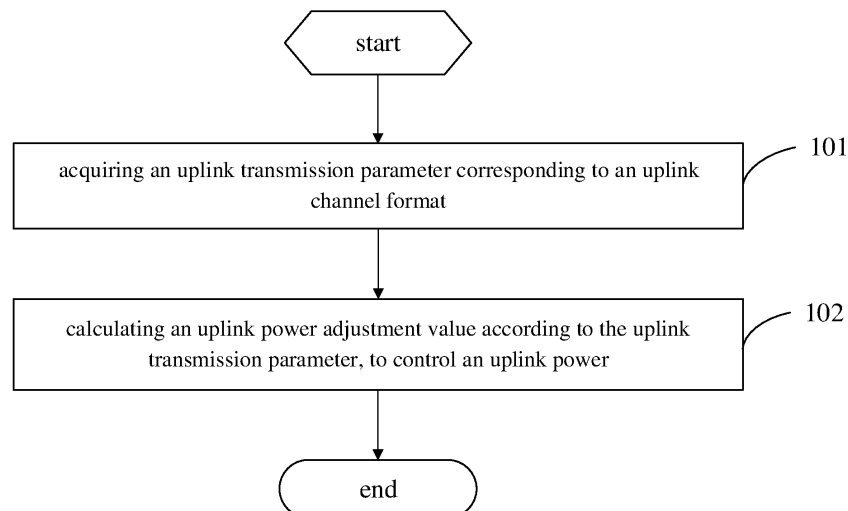 start
acquiring an uplink transmission parameter corresponding to an uplink
channel format
101
calculating an uplink power adjustment value according to the uplink
transmission parameter, to control an uplink power
102
end